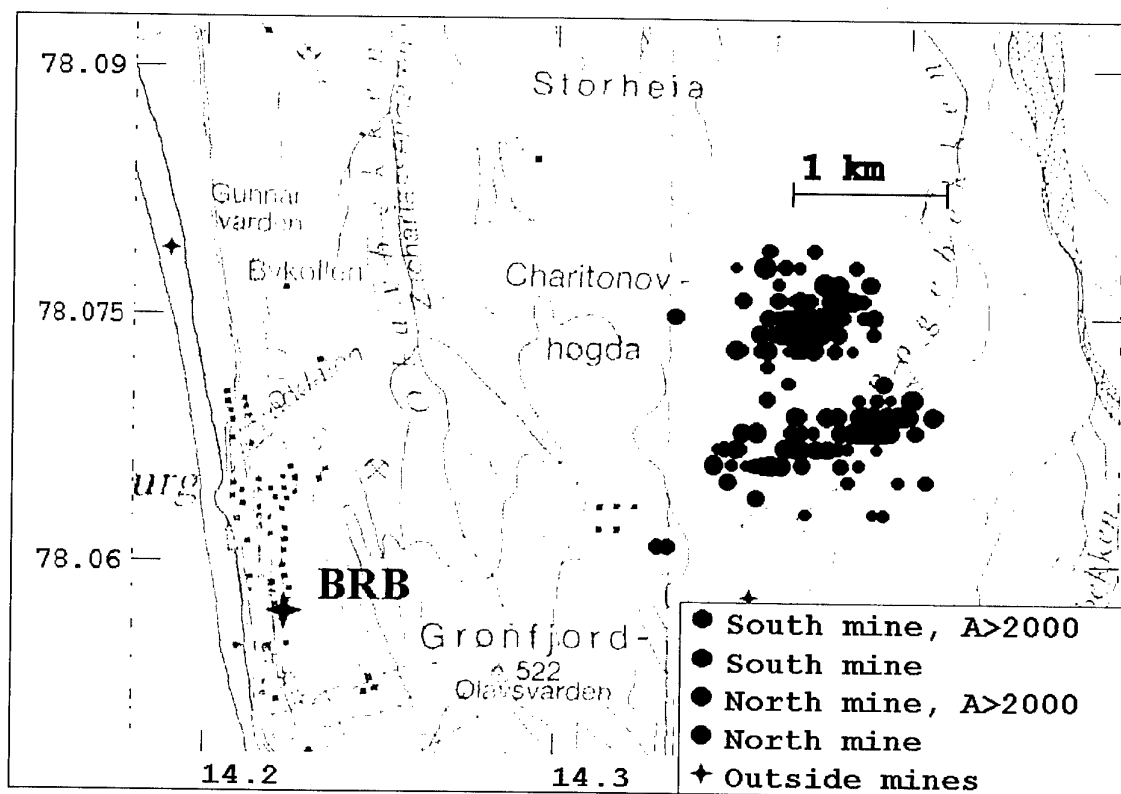 78.09
Storheia
1 km
Gunnar
varden
Bykollen
Charitonov-
78.075
hogda
urg
78.06
BRB
Grønfjord-
522
Olavsvarden
South mine, A>2000
South mine
North mine, A>2000
North mine
Outside mines
14.2
14.3